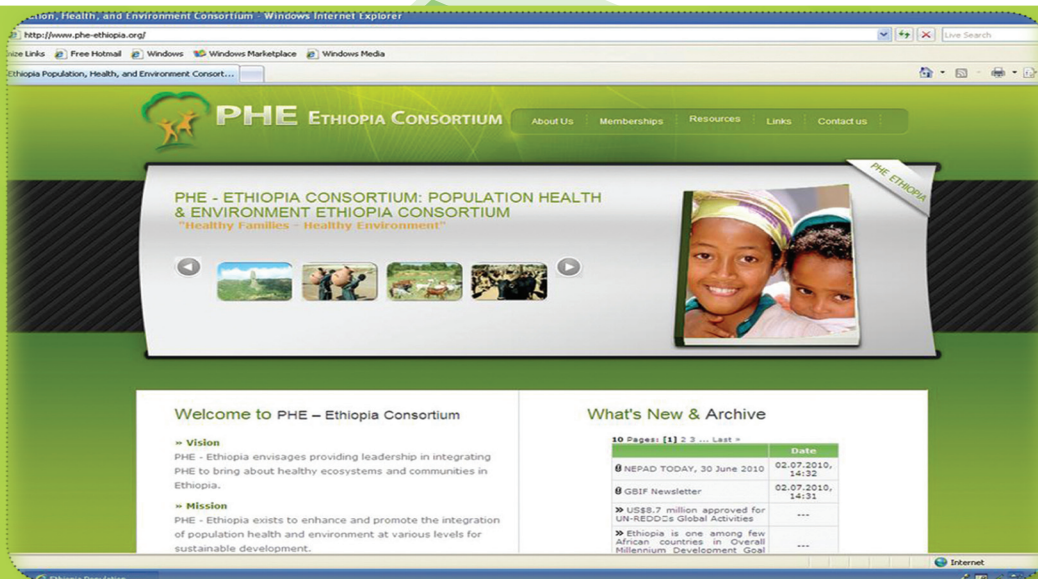 Health, and Environment Consortium - Windows Internet Explorer
http://www.phe-ethiopia.org/
Live Search
Links Free Hotmail Windows Windows Marketplace Windows Media
Ethiopia Population, Health, and Environment Consort...
PHE ETHIOPIA CONSORTIUM
About Us Memberships Resources Links Contact us
PHE ETHIOPIA
PHE - ETHIOPIA CONSORTIUM: POPULATION HEALTH
& ENVIRONMENT ETHIOPIA CONSORTIUM
"Healthy Families - Healthy Environment"
Welcome to PHE – Ethiopia Consortium
» Vision
PHE - Ethiopia envisages providing leadership in integrating
PHE to bring about healthy ecosystems and communities in
Ethiopia.
» Mission
PHE - Ethiopia exists to enhance and promote the integration
of population health and environment at various levels for
sustainable development.
What's New & Archive
10 Pages: [1] 2 3 ... Last »
Date
NEPAD TODAY, 30 June 2010 02.07.2010,
14:32
GBIF Newsletter 02.07.2010,
14:31
» US$8.7 million approved for
UN-REDD□□s Global Activities ---
» Ethiopia is one among few
African countries in Overall
Millennium Development Goal ---
Internet
Ethiopia Population